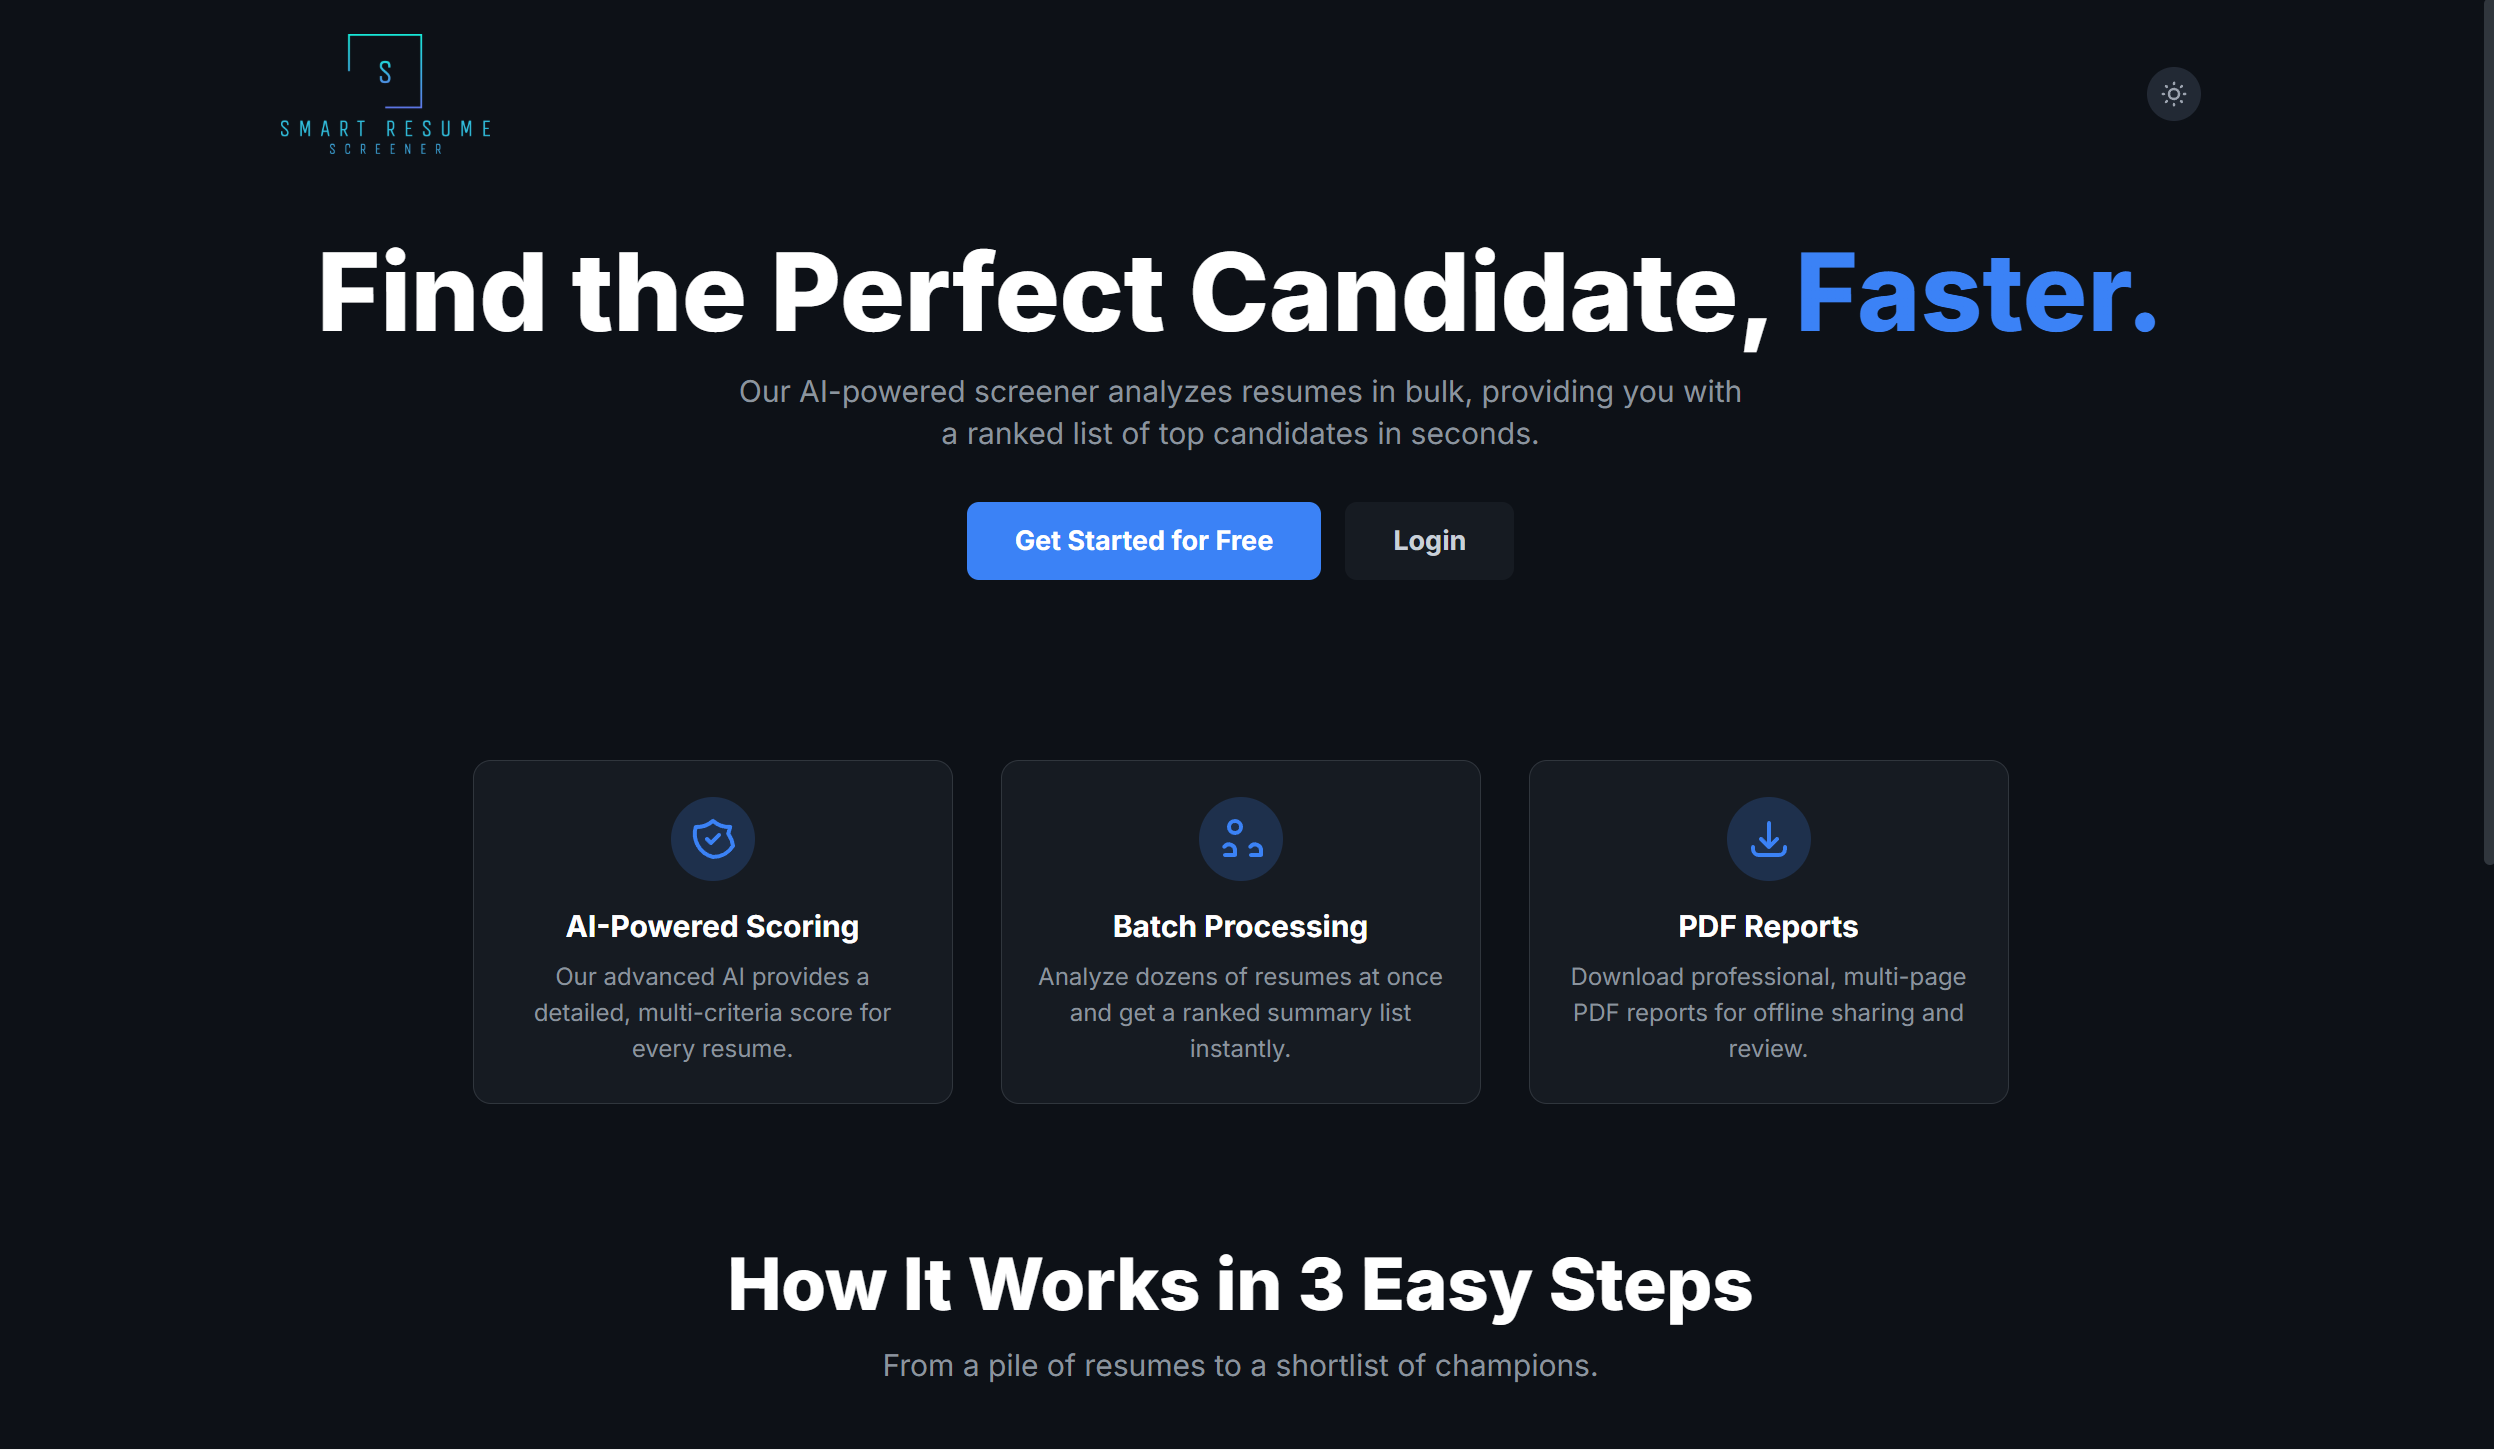 S
SMART RESUME
SCREENER
Find the Perfect Candidate, Faster.
Our AI-powered screener analyzes resumes in bulk, providing you with
a ranked list of top candidates in seconds.
Get Started for Free
Login
AI-Powered Scoring
Our advanced AI provides a
detailed, multi-criteria score for
every resume.
Batch Processing
Analyze dozens of resumes at once
and get a ranked summary list
instantly.
PDF Reports
Download professional, multi-page
PDF reports for offline sharing and
review.
How It Works in 3 Easy Steps
From a pile of resumes to a shortlist of champions.